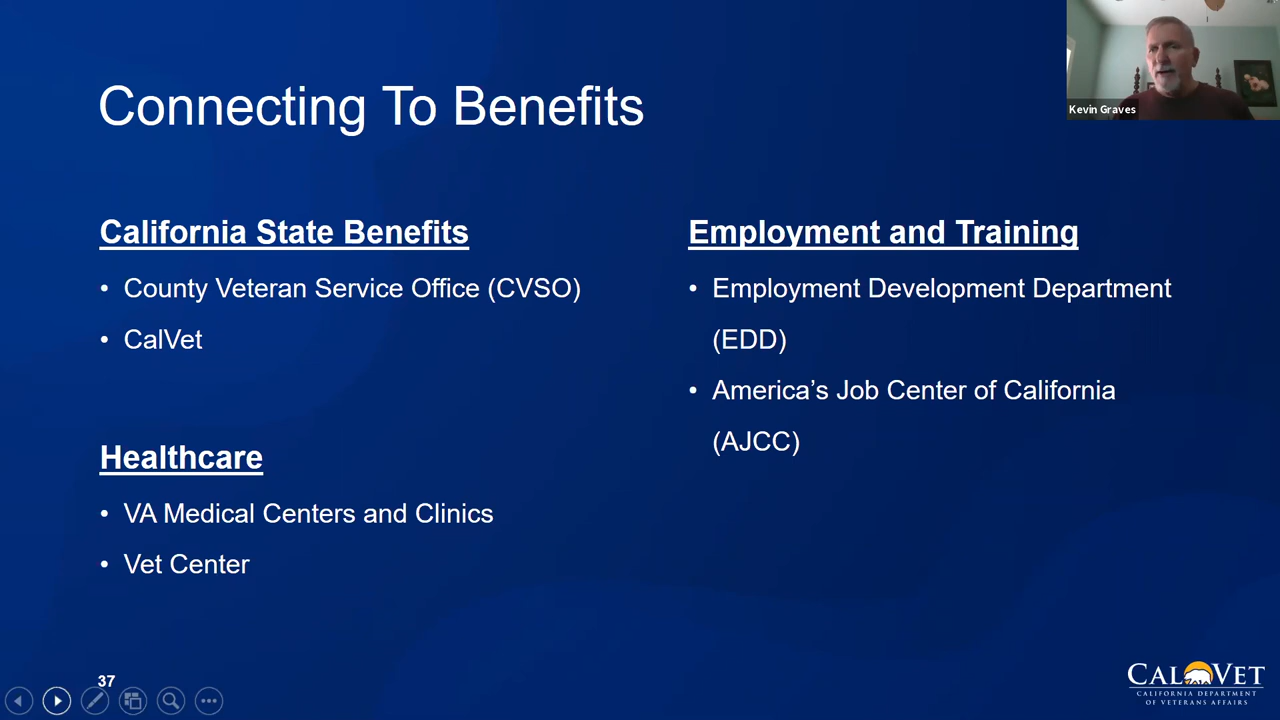 Connecting To Benefits
Kevin Graves
California State Benefits
• County Veteran Service Office (CVSO)
• CalVet
Healthcare
• VA Medical Centers and Clinics
• Vet Center
Employment and Training
• Employment Development Department
(EDD)
• America’s Job Center of California
(AJCC)
37
CALVET
CALIFORNIA DEPARTMENT
OF VETERANS AFFAIRS